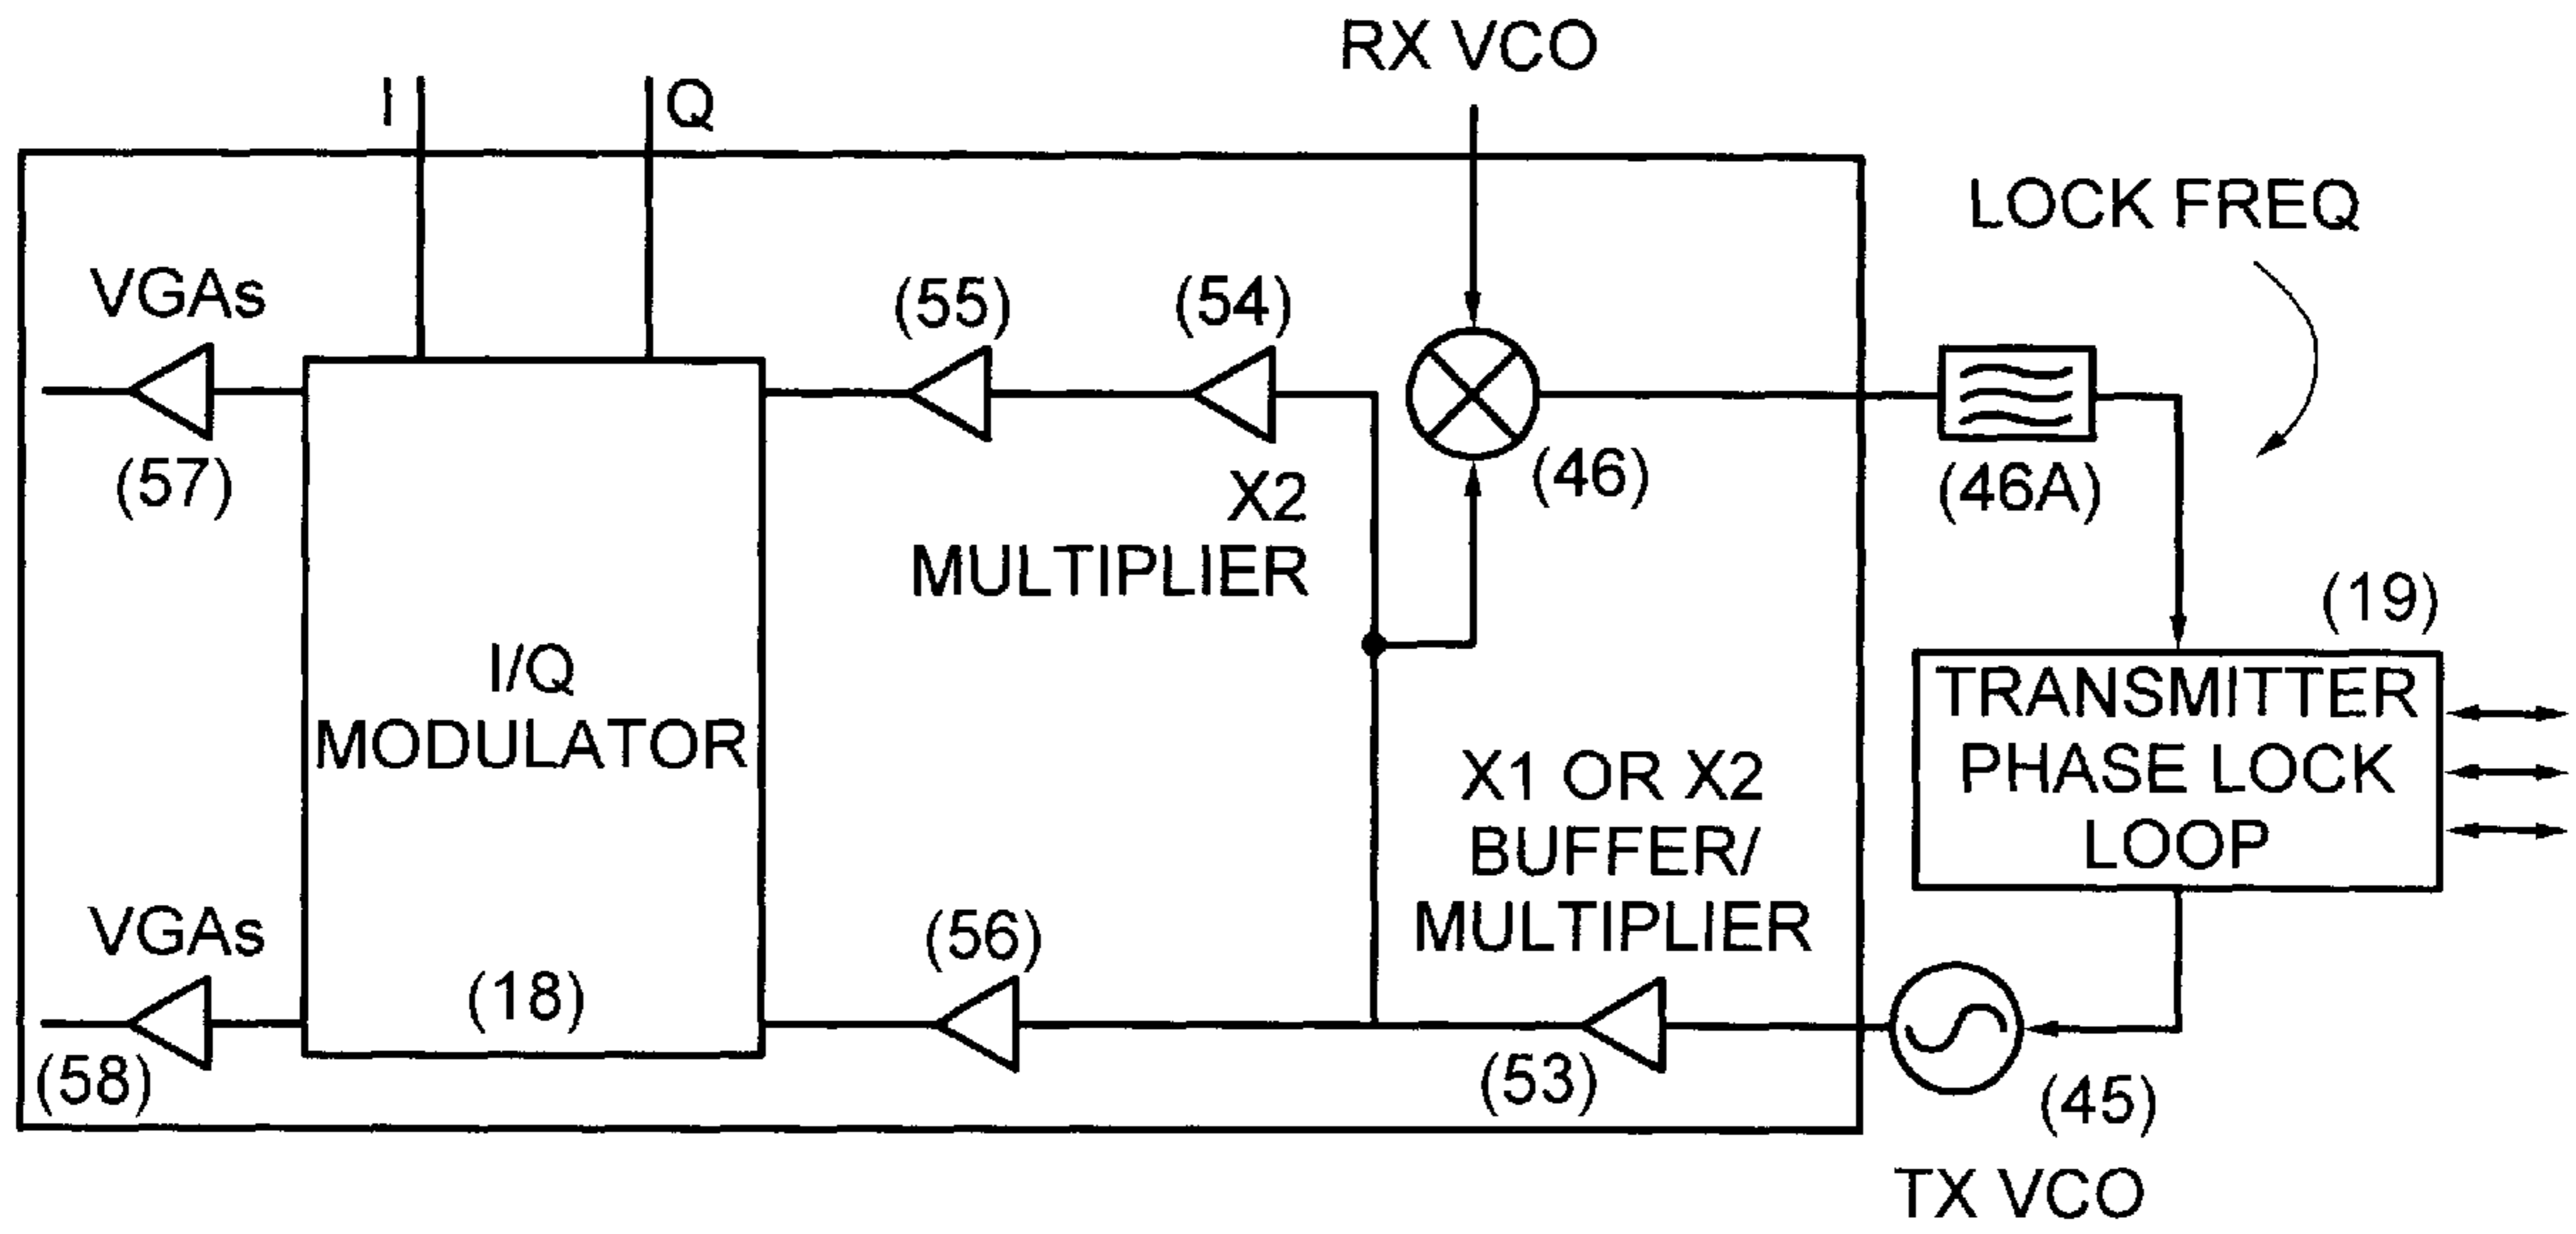 RX VCO
I
Q
LOCK FREQ
VGAs
(55)
(54)
(57)
(46)
(46A)
X2
MULTIPLIER
(19)
I/Q
MODULATOR
TRANSMITTER
PHASE LOCK
LOOP
X1 OR X2
BUFFER/
MULTIPLIER
VGAs
(56)
(18)
(58)
(53)
(45)
TX VCO